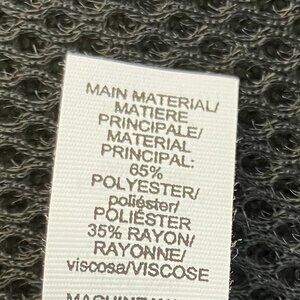 MAIN MATERIAL/
MATIERE
PRINCIPALE/
MATERIAL
PRINCIPAL:
65%
POLYESTER/
poliéster/
POLIÉSTER
35% RAYON/
RAYONNE/
viscosa/VISCOSE